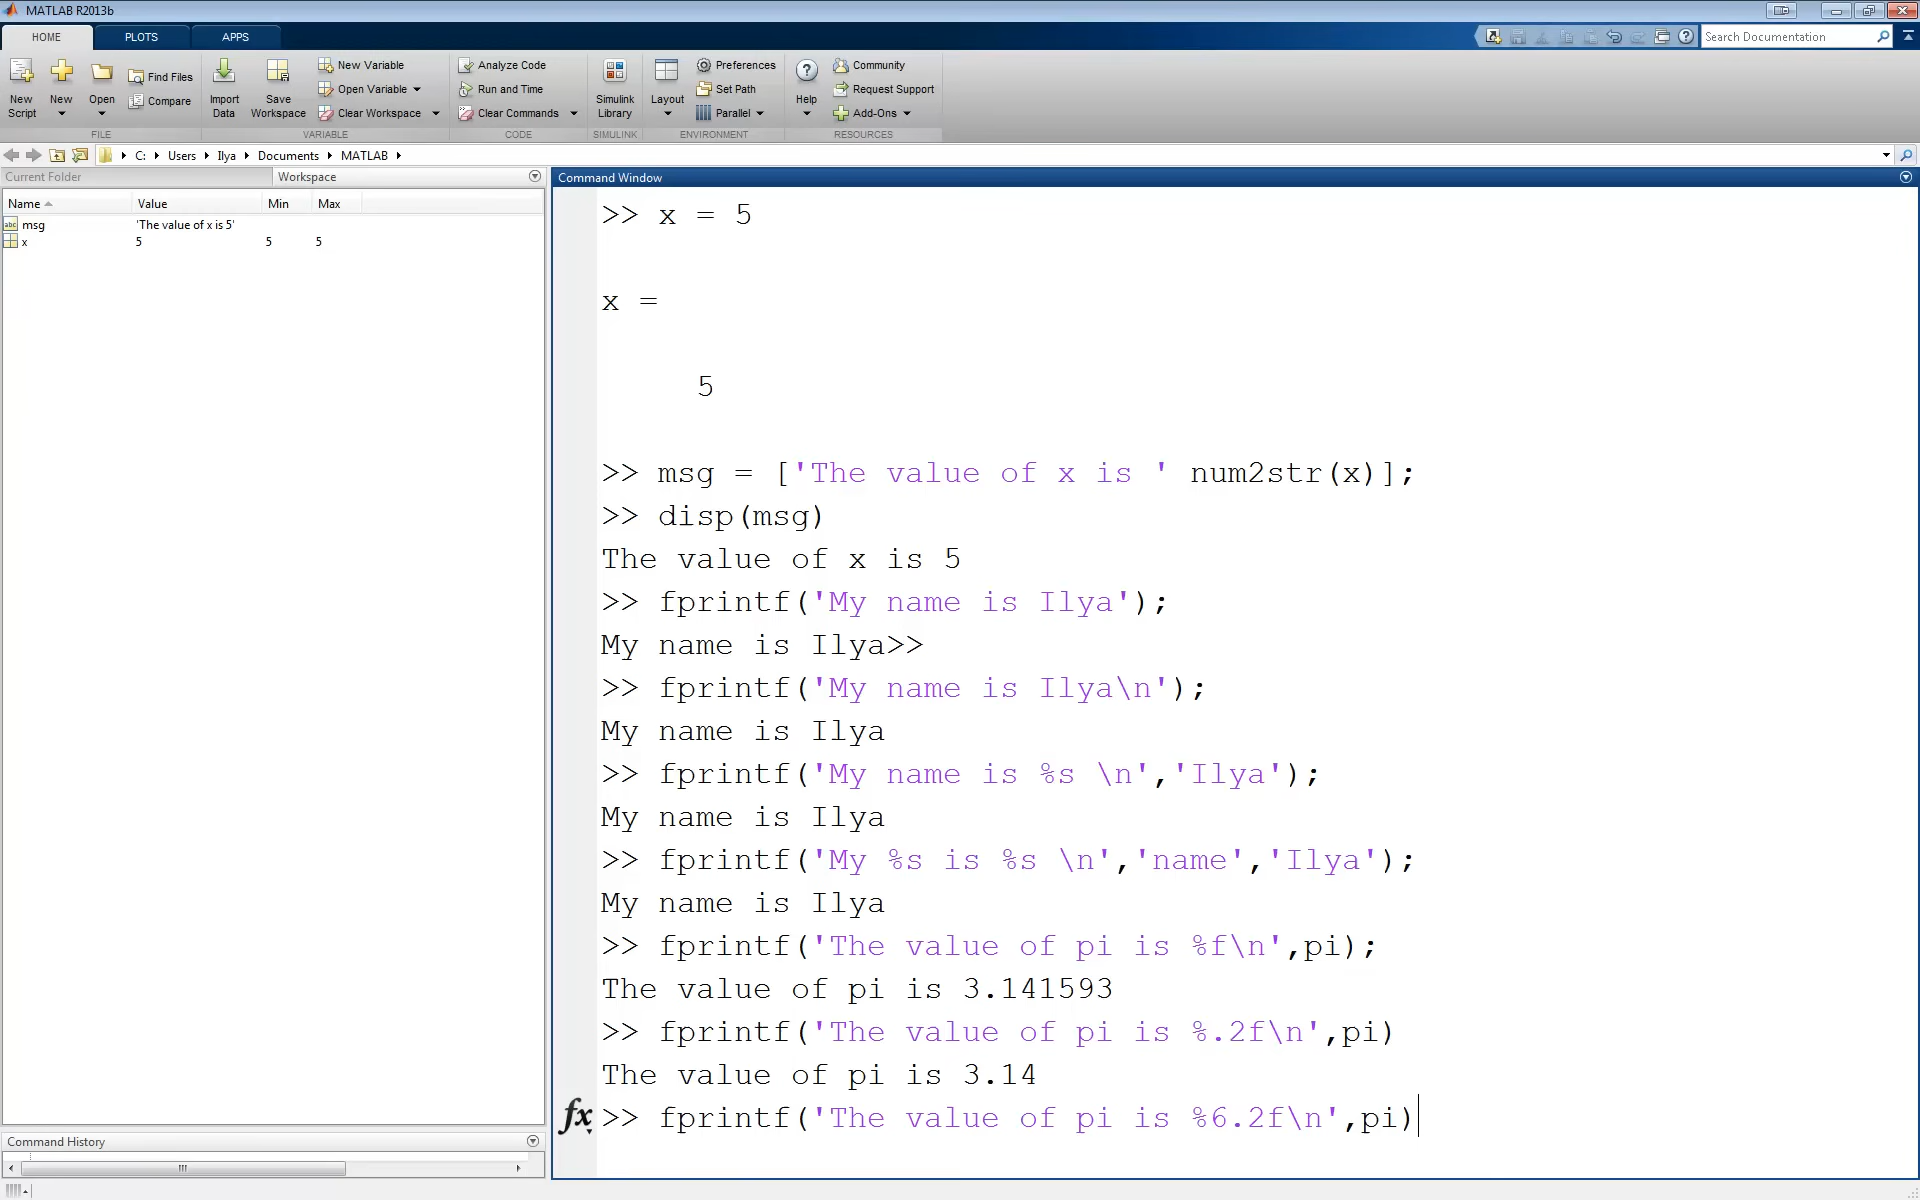 MATLAB R2013b
HOME PLOTS APPS
Search Documentation
New Script
New
Open
Find Files
Compare
Import Data
Save Workspace
New Variable
Open Variable
Clear Workspace
Analyze Code
Run and Time
Clear Commands
Simulink Library
Layout
Preferences
Set Path
Parallel
Help
Community
Request Support
Add-Ons
FILE VARIABLE CODE SIMULINK ENVIRONMENT RESOURCES
C: Users Ilya Documents MATLAB
Current Folder Workspace
Name Value Min Max
abc msg 'The value of x is 5'
x 5 5 5
Command History
Command Window
>> x = 5
x =
5
>> msg = ['The value of x is ' num2str(x)];
>> disp(msg)
The value of x is 5
>> fprintf('My name is Ilya');
My name is Ilya>>
>> fprintf('My name is Ilya\n');
My name is Ilya
>> fprintf('My name is %s \n','Ilya');
My name is Ilya
>> fprintf('My %s is %s \n','name','Ilya');
My name is Ilya
>> fprintf('The value of pi is %f\n',pi);
The value of pi is 3.141593
>> fprintf('The value of pi is %.2f\n',pi)
The value of pi is 3.14
fx >> fprintf('The value of pi is %6.2f\n',pi)